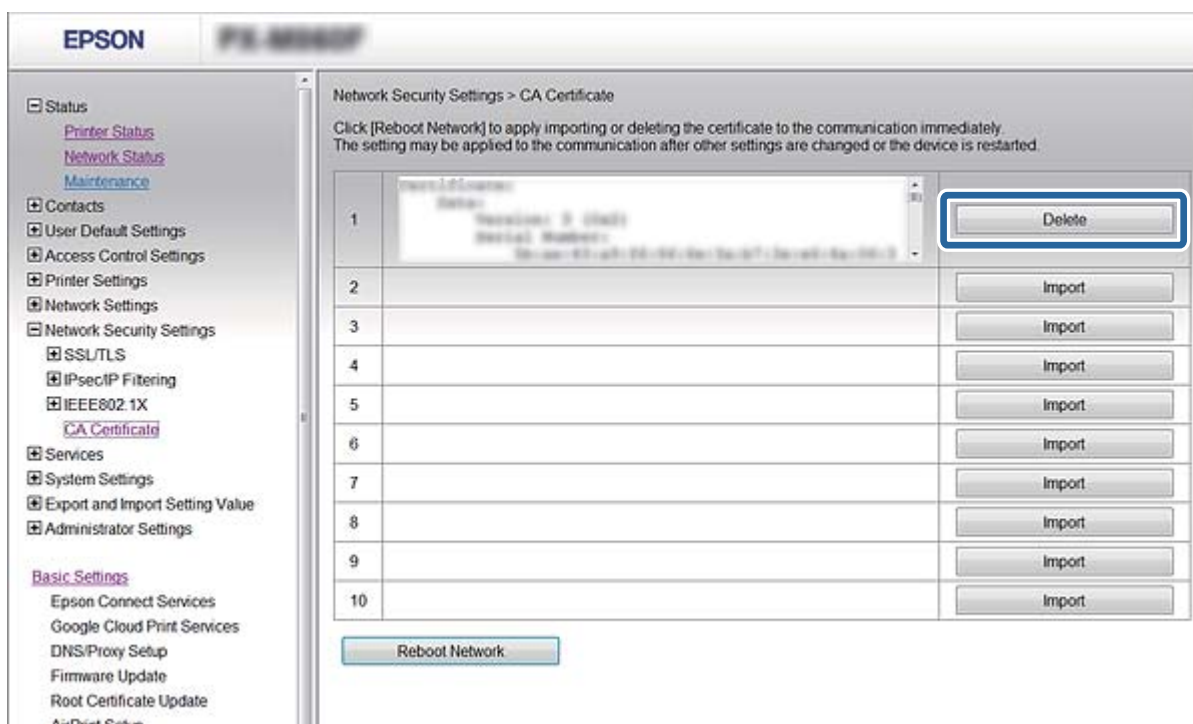 EPSON
Status
Printer Status
Network Status
Maintenance
Contacts
User Default Settings
Access Control Settings
Printer Settings
Network Settings
Network Security Settings
SSL/TLS
IPsec/IP Filtering
IEEE802.1X
CA Certificate
Services
System Settings
Export and Import Setting Value
Administrator Settings
Basic Settings
Epson Connect Services
Google Cloud Print Services
DNS/Proxy Setup
Firmware Update
Root Certificate Update
AirPrint Setup
Network Security Settings > CA Certificate
Click [Reboot Network] to apply importing or deleting the certificate to the communication immediately.
The setting may be applied to the communication after other settings are changed or the device is restarted.
1 Delete
2 Import
3 Import
4 Import
5 Import
6 Import
7 Import
8 Import
9 Import
10 Import
Reboot Network